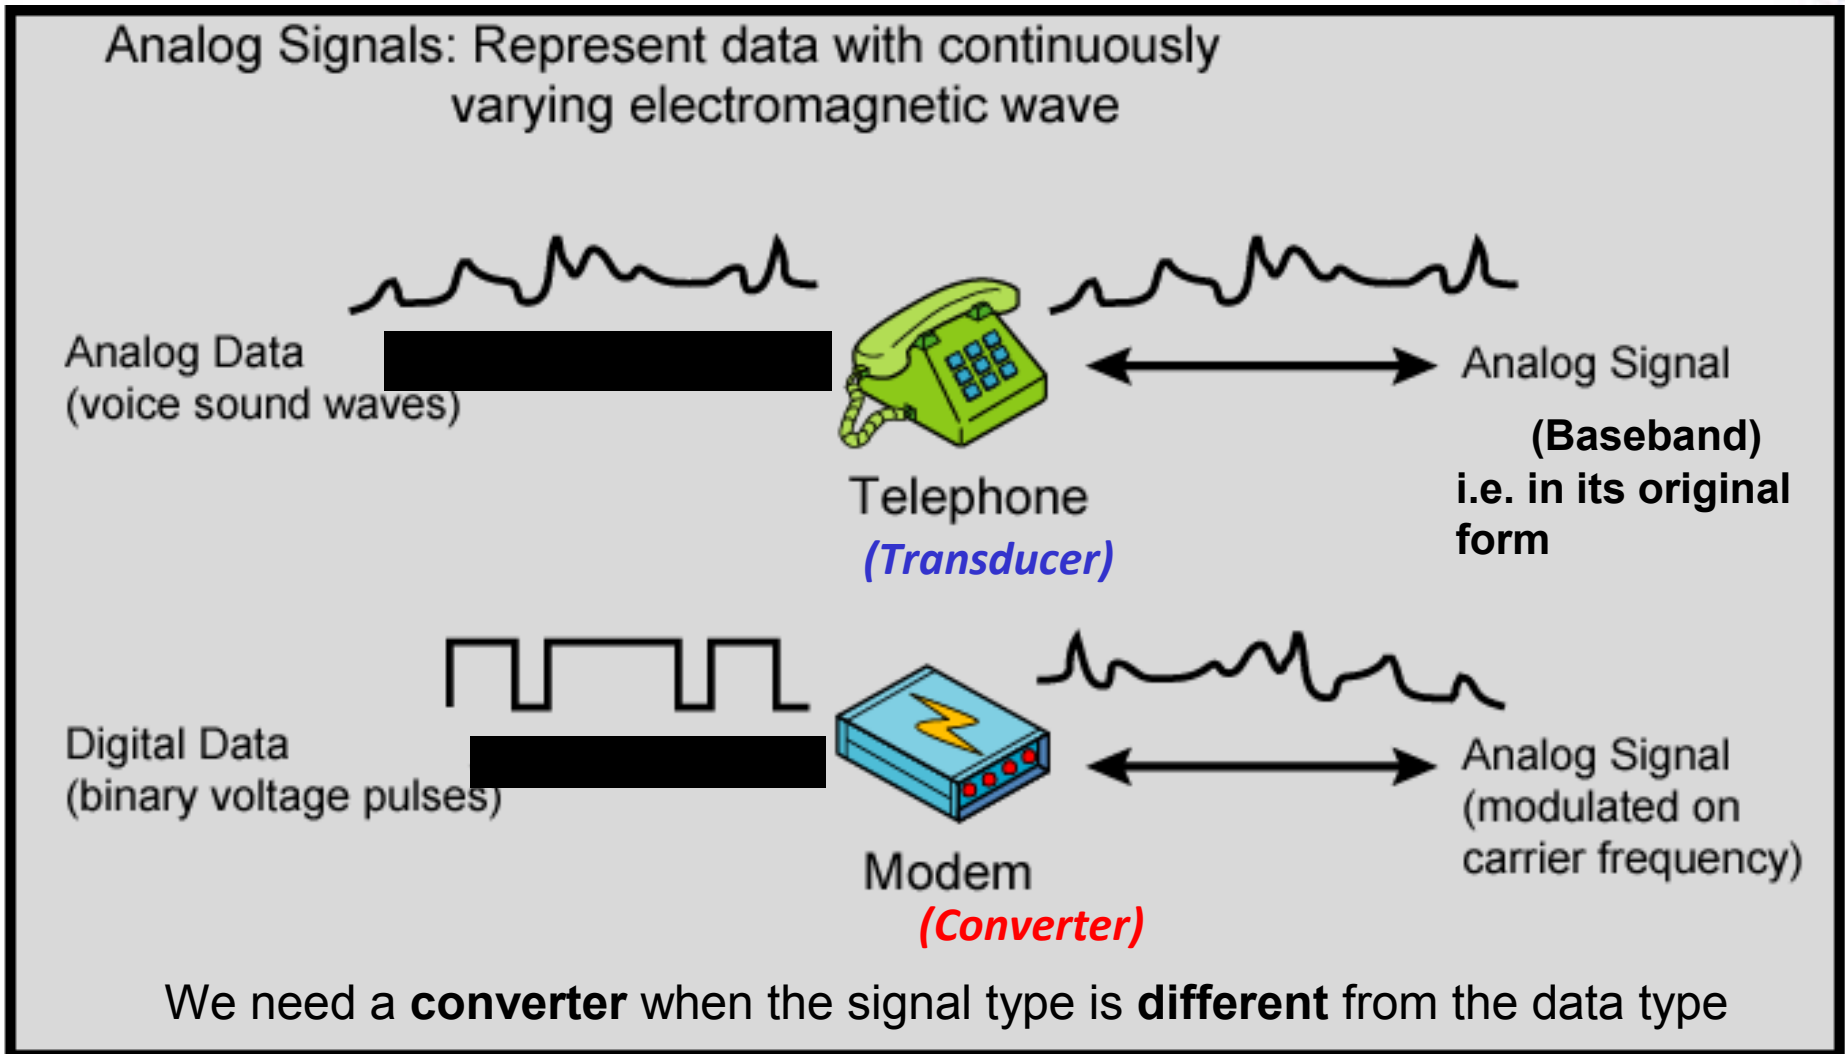 Analog Signals: Represent data with continuously
varying electromagnetic wave
Analog Data
(voice sound waves)
Analog Signal
(Baseband)
i.e. in its original
form
Telephone
(Transducer)
Digital Data
(binary voltage pulses)
Analog Signal
(modulated on
carrier frequency)
Modem
(Converter)
We need a converter when the signal type is different from the data type